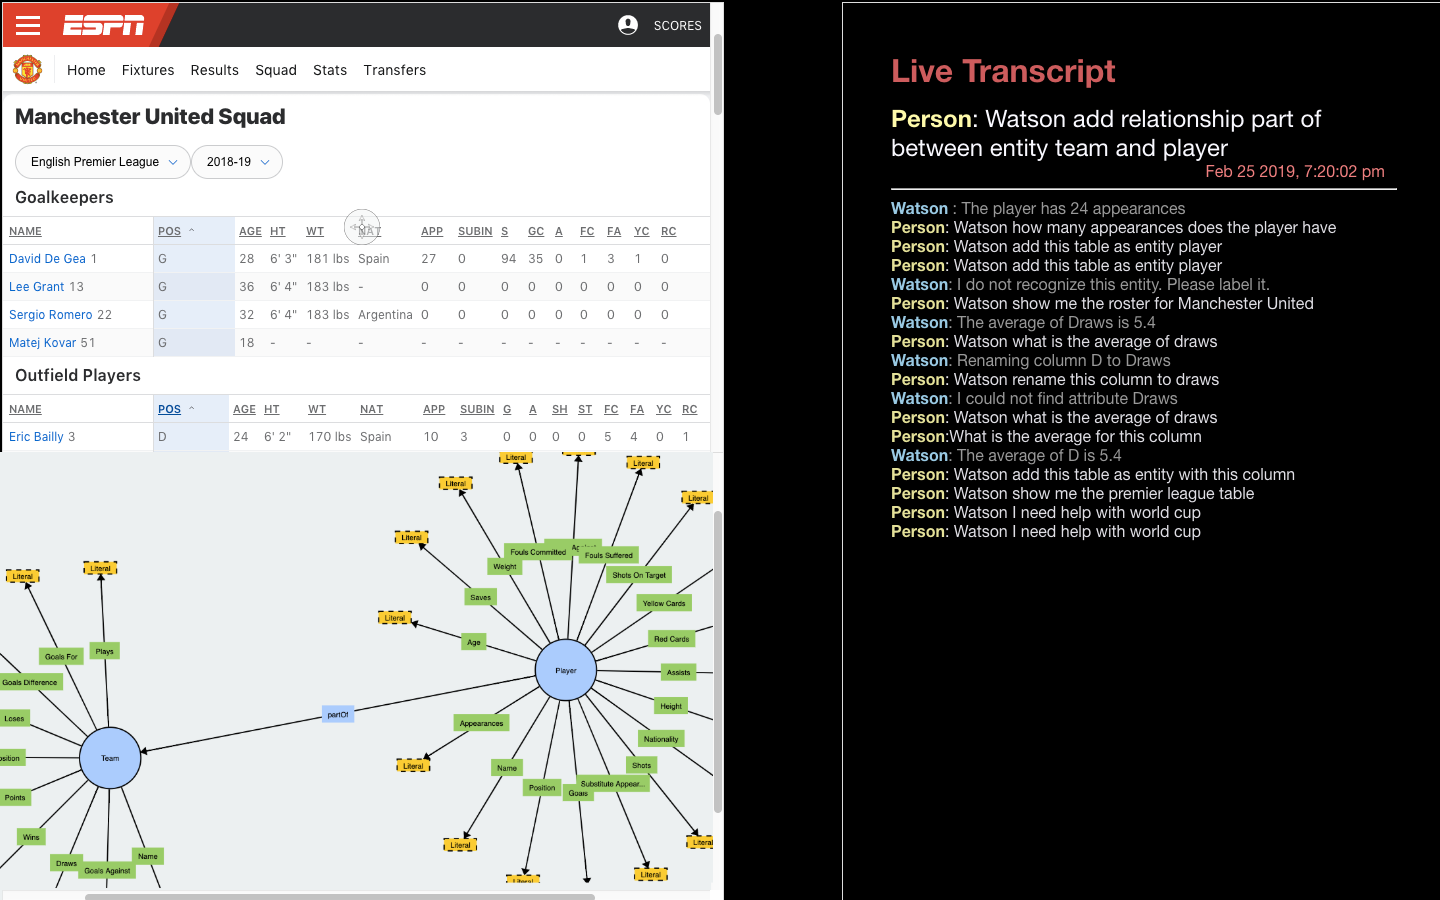 ESPN
SCORES
Home Fixtures Results Squad Stats Transfers
Manchester United Squad
English Premier League 2018-19
Goalkeepers
NAME POS AGE HT WT NAT APP SUBIN S GC A FC FA YC RC
David De Gea 1 G 28 6' 3" 181 lbs Spain 27 0 94 35 0 1 3 1 0
Lee Grant 13 G 36 6' 4" 183 lbs - 0 0 0 0 0 0 0 0 0
Sergio Romero 22 G 32 6' 4" 183 lbs Argentina 0 0 0 0 0 0 0 0 0
Matej Kovar 51 G 18 - - - - - - - - - - - -
Outfield Players
NAME POS AGE HT WT NAT APP SUBIN G A SH ST FC FA YC RC
Eric Bailly 3 D 24 6' 2" 170 lbs Spain 10 3 0 0 0 0 5 4 0 1
Literal
Literal
Literal
Literal
Literal
Fouls Committed
Fouls Suffered
Weight
Literal
Literal
Shots On Target
Saves
Yellow Cards
Literal
Red Cards
Age
Plays
Goals For
Player
Assists
Goals Difference
Height
partOf
Loses
Appearances
Nationality
Team
Literal
Shots
Name
Position
Substitute Appear...
Goals
Points
Wins
Literal
Literal
Name
Draws
Goals Against
Literal
Literal
Live Transcript
Person: Watson add relationship part of
between entity team and player
Feb 25 2019, 7:20:02 pm
Watson : The player has 24 appearances
Person: Watson how many appearances does the player have
Person: Watson add this table as entity player
Person: Watson add this table as entity player
Watson: I do not recognize this entity. Please label it.
Person: Watson show me the roster for Manchester United
Watson: The average of Draws is 5.4
Person: Watson what is the average of draws
Watson: Renaming column D to Draws
Person: Watson rename this column to draws
Watson: I could not find attribute Draws
Person: Watson what is the average of draws
Person:What is the average for this column
Watson: The average of D is 5.4
Person: Watson add this table as entity with this column
Person: Watson show me the premier league table
Person: Watson I need help with world cup
Person: Watson I need help with world cup